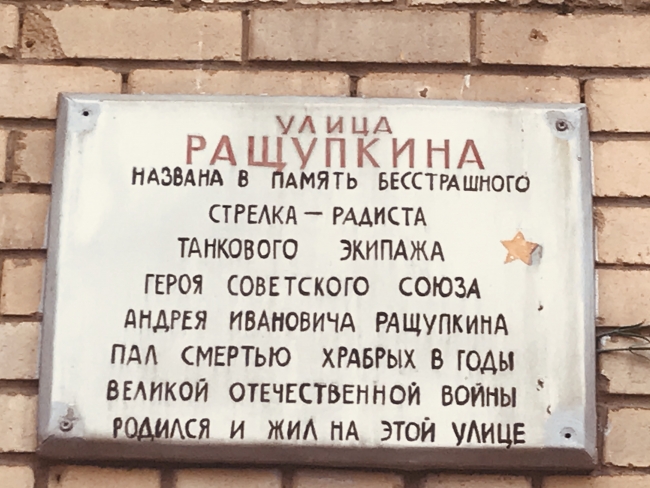 УЛИЦА
РАЩУПКИНА
НАЗВАНА В ПАМЯТЬ БЕССТРАШНОГО
СТРЕЛКА — РАДИСТА
ТАНКОВОГО ЭКИПАЖА
ГЕРОЯ СОВЕТСКОГО СОЮЗА
АНДРЕЯ ИВАНОВИЧА РАЩУПКИНА
ПАЛ СМЕРТЬЮ ХРАБРЫХ В ГОДЫ
ВЕЛИКОЙ ОТЕЧЕСТВЕННОЙ ВОЙНЫ
РОДИЛСЯ И ЖИЛ НА ЭТОЙ УЛИЦЕ